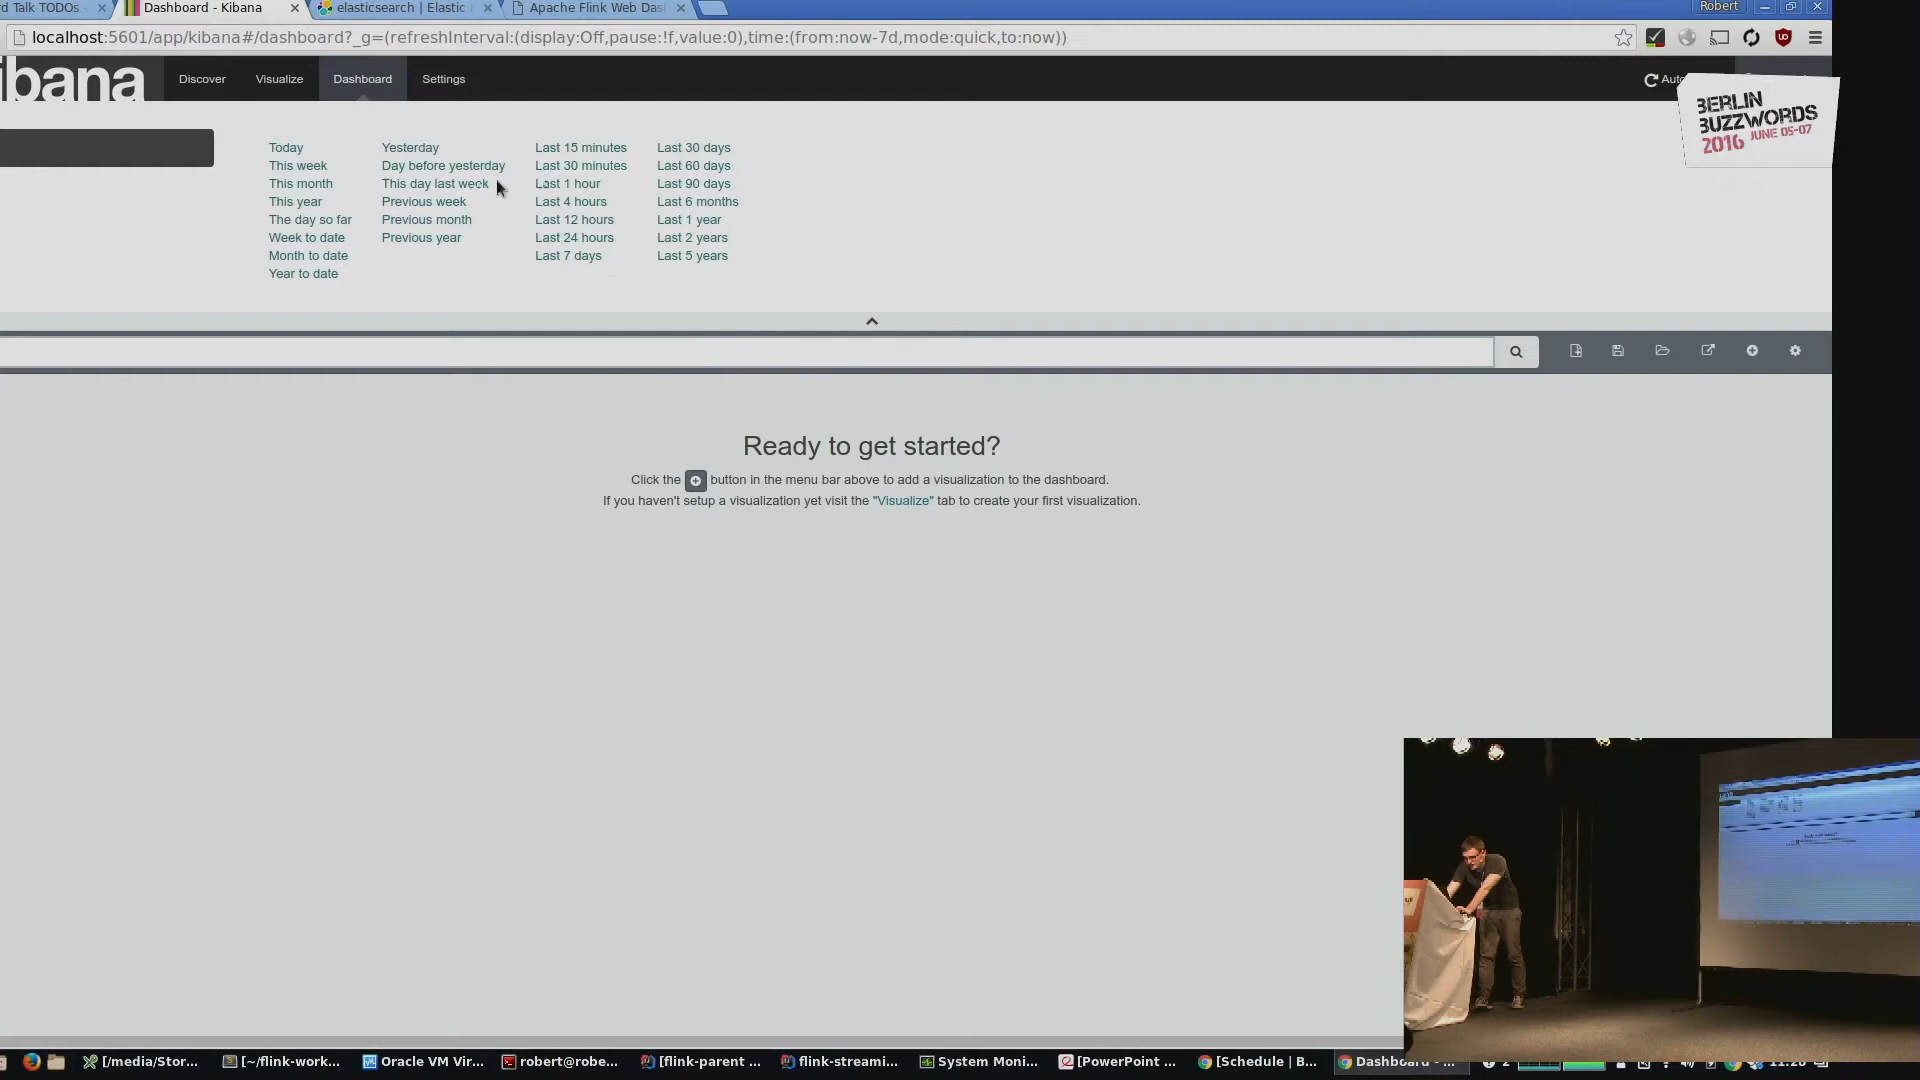 rd Talk TODOs -
Dashboard - Kibana
elasticsearch | Elastic
Apache Flink Web Das
Robert
localhost:5601/app/kibana#/dashboard?_g=(refreshInterval:(display:Off,pause:!f,value:0),time:(from:now-7d,mode:quick,to:now))
ibana
Discover
Visualize
Dashboard
Settings
Auto
BERLIN
BUZZWORDS
2016 JUNE 05-07
Today
This week
This month
This year
The day so far
Week to date
Month to date
Year to date
Yesterday
Day before yesterday
This day last week
Previous week
Previous month
Previous year
Last 15 minutes
Last 30 minutes
Last 1 hour
Last 4 hours
Last 12 hours
Last 24 hours
Last 7 days
Last 30 days
Last 60 days
Last 90 days
Last 6 months
Last 1 year
Last 2 years
Last 5 years
Ready to get started?
Click the button in the menu bar above to add a visualization to the dashboard.
If you haven't setup a visualization yet visit the "Visualize" tab to create your first visualization.
[/media/Stor...
[~/flink-work...
Oracle VM Vir...
robert@robe...
[flink-parent ...
flink-streami...
System Moni...
[PowerPoint ...
[Schedule | B...
Dashboard - ...